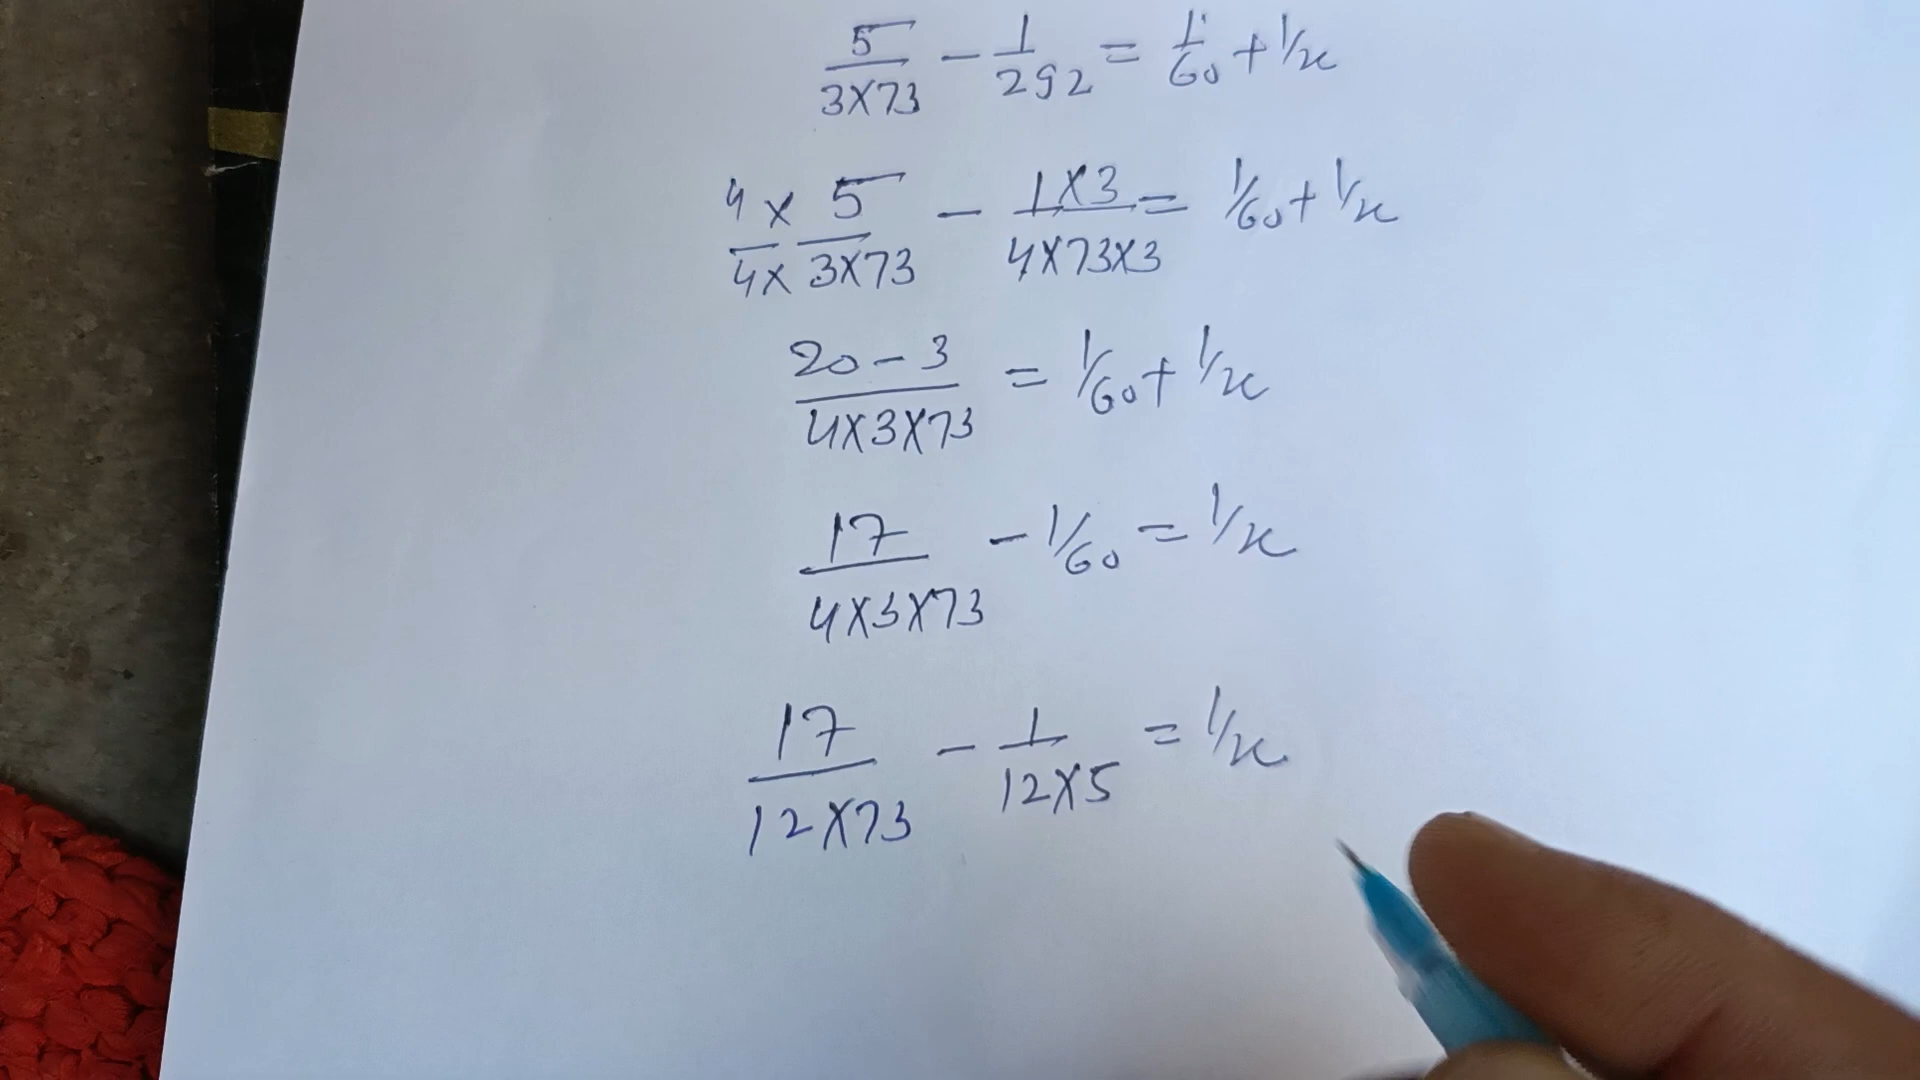 5/(3×73) − 1/292 = 1/60 + 1/x
4/4 × 5/(3×73) − (1×3)/(4×73×3) = 1/60 + 1/x
(20−3)/(4×3×73) = 1/60 + 1/x
17/(4×3×73) − 1/60 = 1/x
17/(12×73) − 1/(12×5) = 1/x